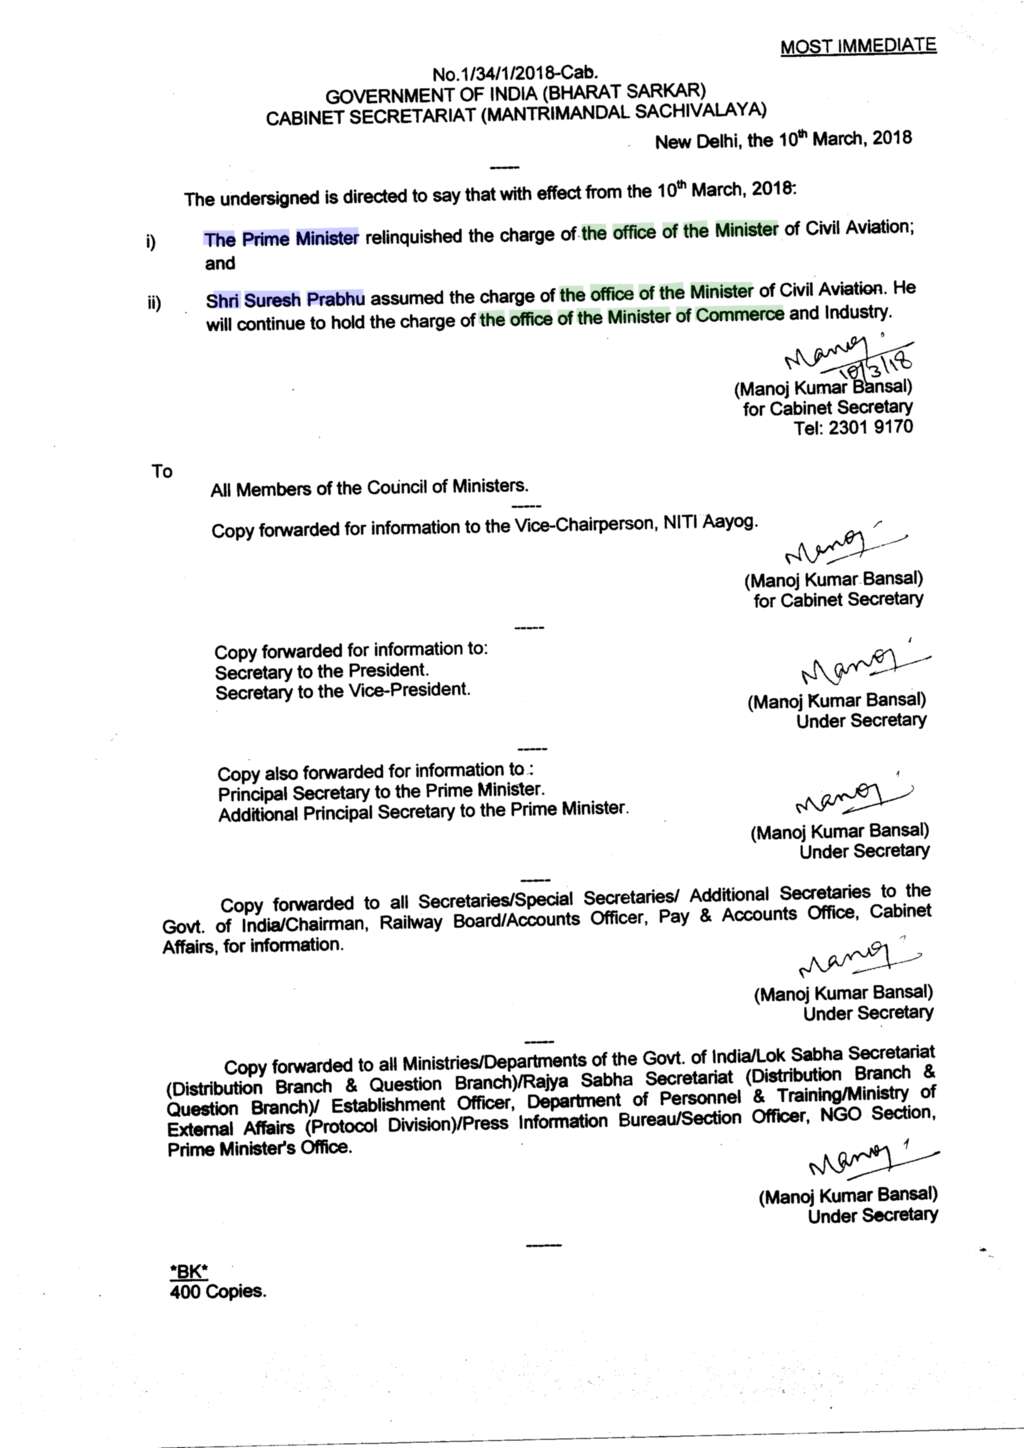 MOST IMMEDIATE
No.1/34/1/2018-Cab.
GOVERNMENT OF INDIA (BHARAT SARKAR)
CABINET SECRETARIAT (MANTRIMANDAL SACHIVALAYA)
New Delhi, the 10th March, 2018
-----
The undersigned is directed to say that with effect from the 10th March, 2018:
i) The Prime Minister relinquished the charge of the office of the Minister of Civil Aviation;
and
ii) Shri Suresh Prabhu assumed the charge of the office of the Minister of Civil Aviation. He
will continue to hold the charge of the office of the Minister of Commerce and Industry.
Manoj
10/3/18
(Manoj Kumar Bansal)
for Cabinet Secretary
Tel: 2301 9170
To
All Members of the Council of Ministers.
-----
Copy forwarded for information to the Vice-Chairperson, NITI Aayog.
Manoj
(Manoj Kumar Bansal)
for Cabinet Secretary
-----
Copy forwarded for information to:
Secretary to the President.
Secretary to the Vice-President.
Manoj
(Manoj Kumar Bansal)
Under Secretary
-----
Copy also forwarded for information to :
Principal Secretary to the Prime Minister.
Additional Principal Secretary to the Prime Minister.
Manoj
(Manoj Kumar Bansal)
Under Secretary
-----
Copy forwarded to all Secretaries/Special Secretaries/ Additional Secretaries to the
Govt. of India/Chairman, Railway Board/Accounts Officer, Pay & Accounts Office, Cabinet
Affairs, for information.
Manoj
(Manoj Kumar Bansal)
Under Secretary
-----
Copy forwarded to all Ministries/Departments of the Govt. of India/Lok Sabha Secretariat
(Distribution Branch & Question Branch)/Rajya Sabha Secretariat (Distribution Branch &
Question Branch)/ Establishment Officer, Department of Personnel & Training/Ministry of
External Affairs (Protocol Division)/Press Information Bureau/Section Officer, NGO Section,
Prime Minister's Office.
Manoj
(Manoj Kumar Bansal)
Under Secretary
------
*BK*
400 Copies.